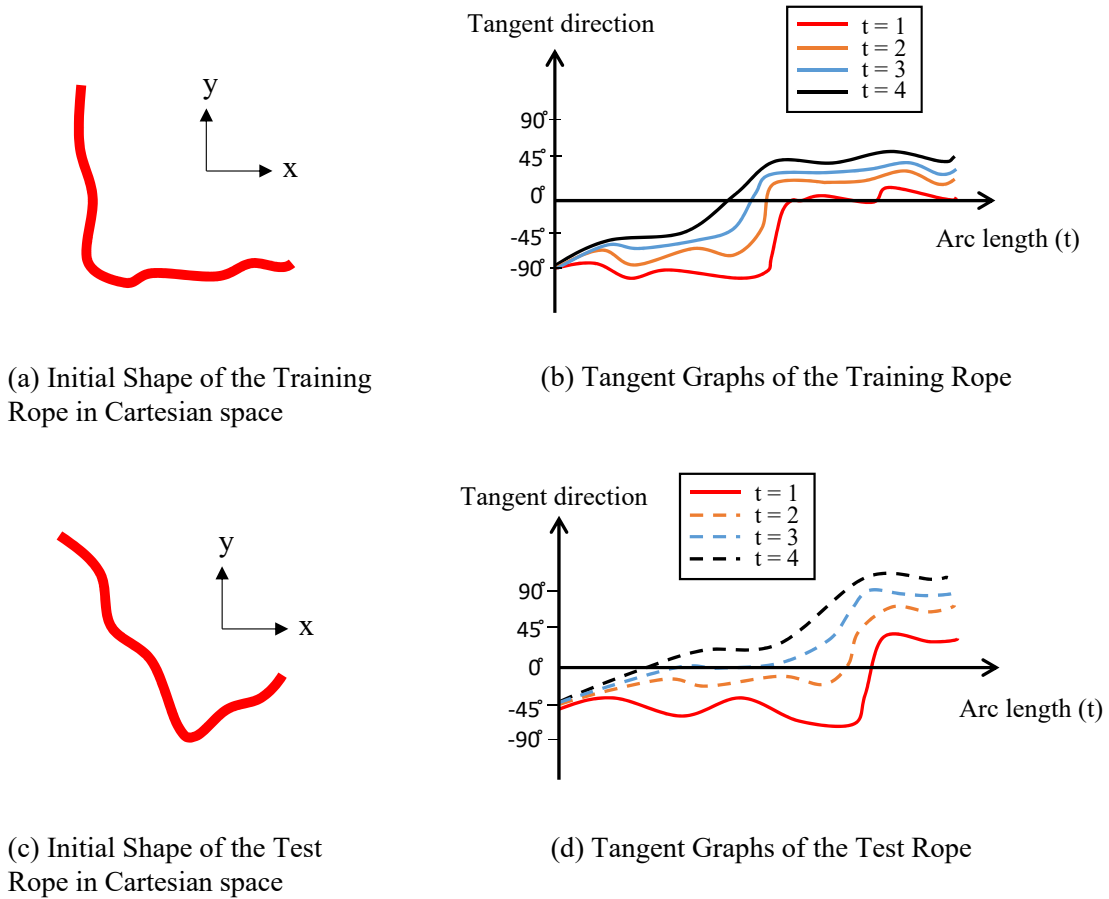 Tangent direction
t = 1
t = 2
t = 3
t = 4
y
x
90°
45°
0°
-45°
-90°
Arc length (t)
(a) Initial Shape of the Training
Rope in Cartesian space
(b) Tangent Graphs of the Training Rope
Tangent direction
t = 1
t = 2
t = 3
t = 4
y
x
90°
45°
0°
-45°
-90°
Arc length (t)
(c) Initial Shape of the Test
Rope in Cartesian space
(d) Tangent Graphs of the Test Rope